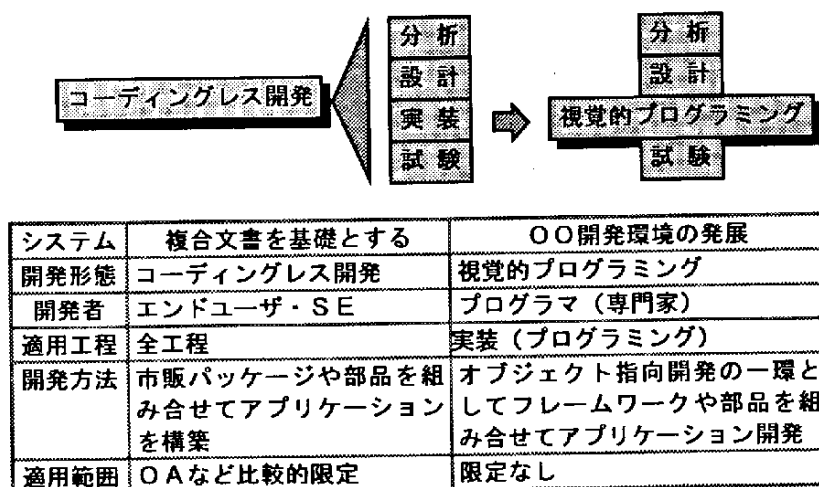 コーディングレス開発
分析
設計
実装
試験
分析
設計
視覚的プログラミング
試験
システム 複合文書を基礎とする OO開発環境の発展
開発形態 コーディングレス開発 視覚的プログラミング
開発者 エンドユーザ・SE プログラマ(専門家)
適用工程 全工程 実装(プログラミング)
開発方法 市販パッケージや部品を組 オブジェクト指向開発の一環と
み合せてアプリケーション してフレームワークや部品を組
を構築 み合せてアプリケーション開発
適用範囲 OAなど比較的限定 限定なし